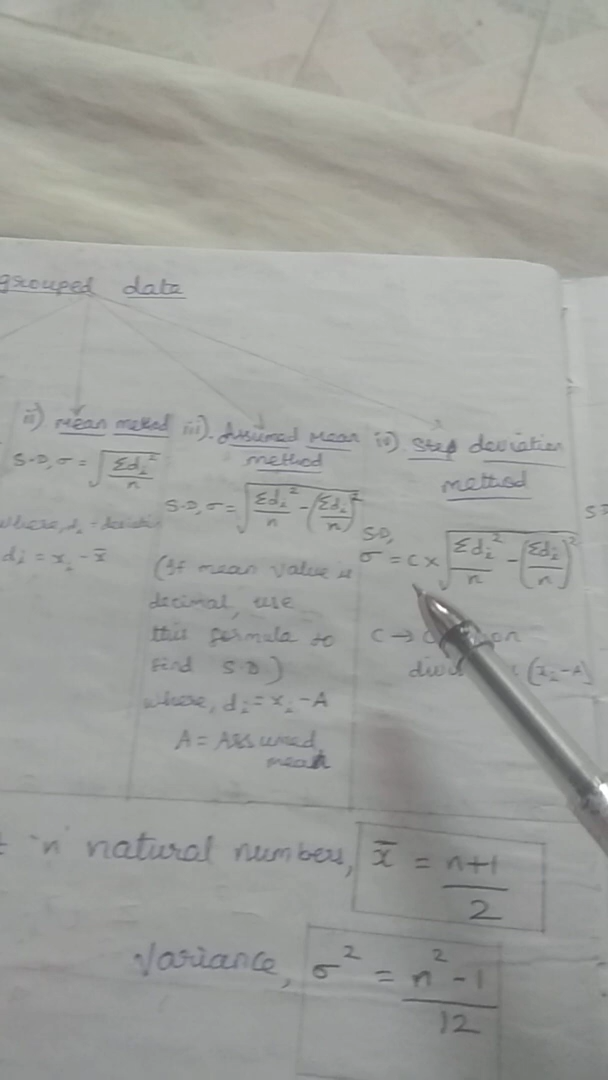 grouped data
ii) Mean method
S.D, σ = √(Σdᵢ²/n)
where, dᵢ =
dᵢ = xᵢ - x̄
iii). Assumed Mean
method
S.D, σ = √(Σdᵢ²/n - (Σdᵢ/n)²)
(If mean value is
decimal, use
this formula to
find S.D)
where, dᵢ = xᵢ - A
A = Assumed
mean
iv) Step deviation
method
S.D,
σ = c × √(Σdᵢ²/n - (Σdᵢ/n)²)
C →
(xᵢ - A)
'n' natural numbers, x̄ = (n+1)/2
Variance, σ² = (n² - 1)/12